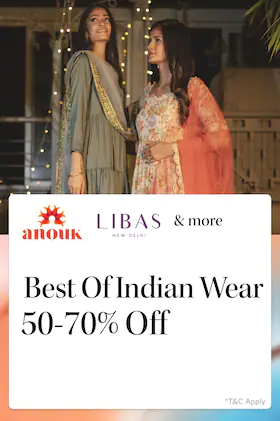 anouk LIBAS & more
NEW DELHI
Best Of Indian Wear
50-70% Off
*T&C Apply